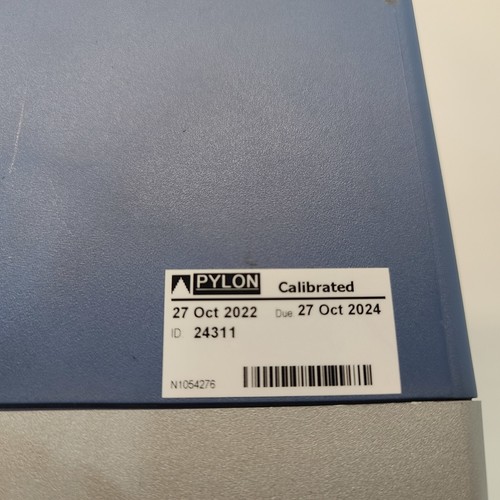 PYLON Calibrated
27 Oct 2022 Due 27 Oct 2024
ID 24311
N1054276